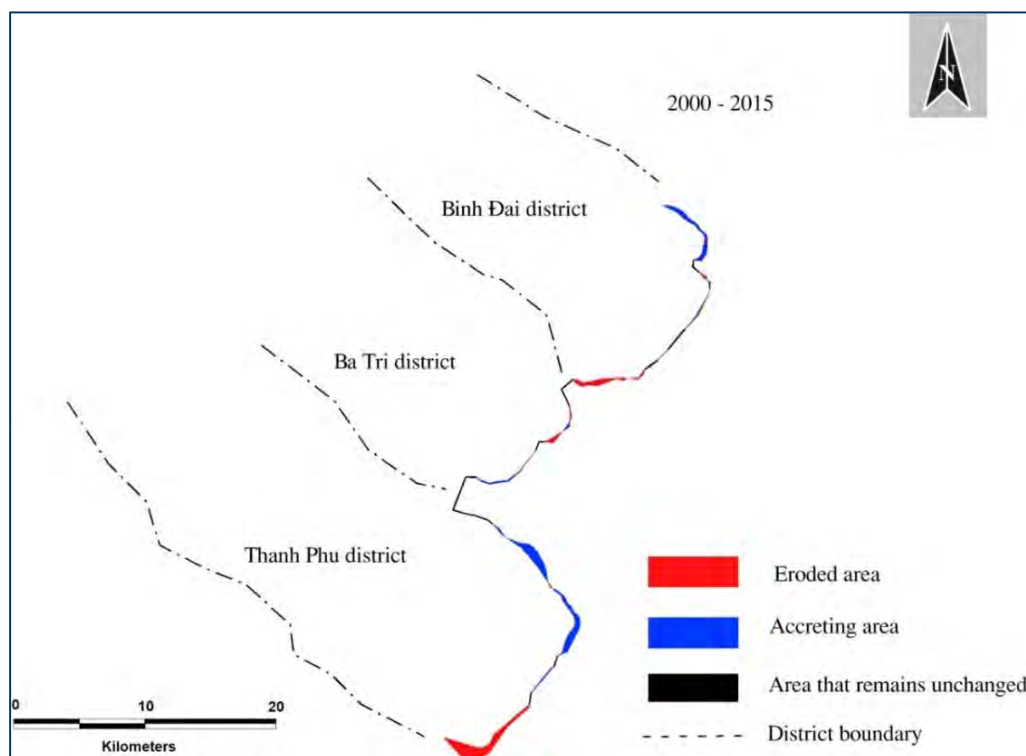 N
2000 - 2015
Binh Đai district
Ba Tri district
Thanh Phu district
Eroded area
Accreting area
Area that remains unchanged
District boundary
0 10 20
Kilometers